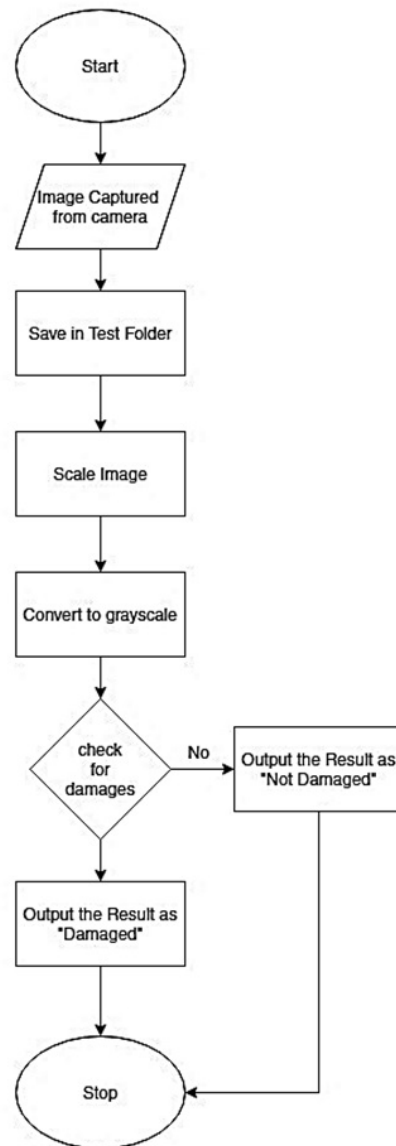 Start
Image Captured
from camera
Save in Test Folder
Scale Image
Convert to grayscale
check
for
damages
No
Output the Result as
"Not Damaged"
Output the Result as
"Damaged"
Stop